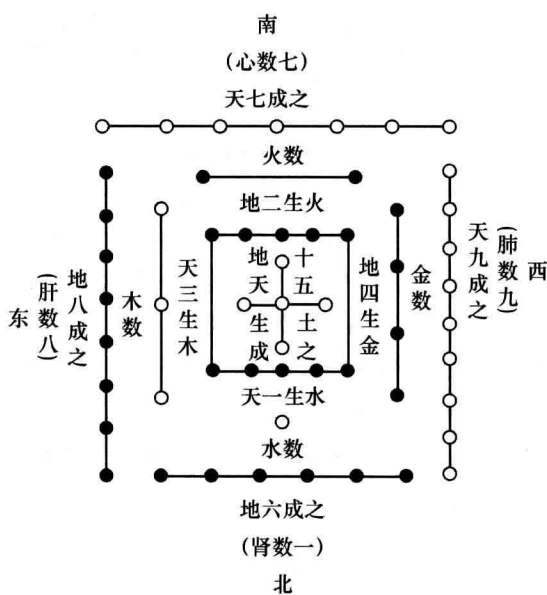 南
(心数七)
天七成之
火数
地二生火
东
(肝数八)
地八成之
木数
天三生木
地十
天五
生土
成之
地四生金
金数
天九成之
(肺数九)
西
天一生水
水数
地六成之
(肾数一)
北